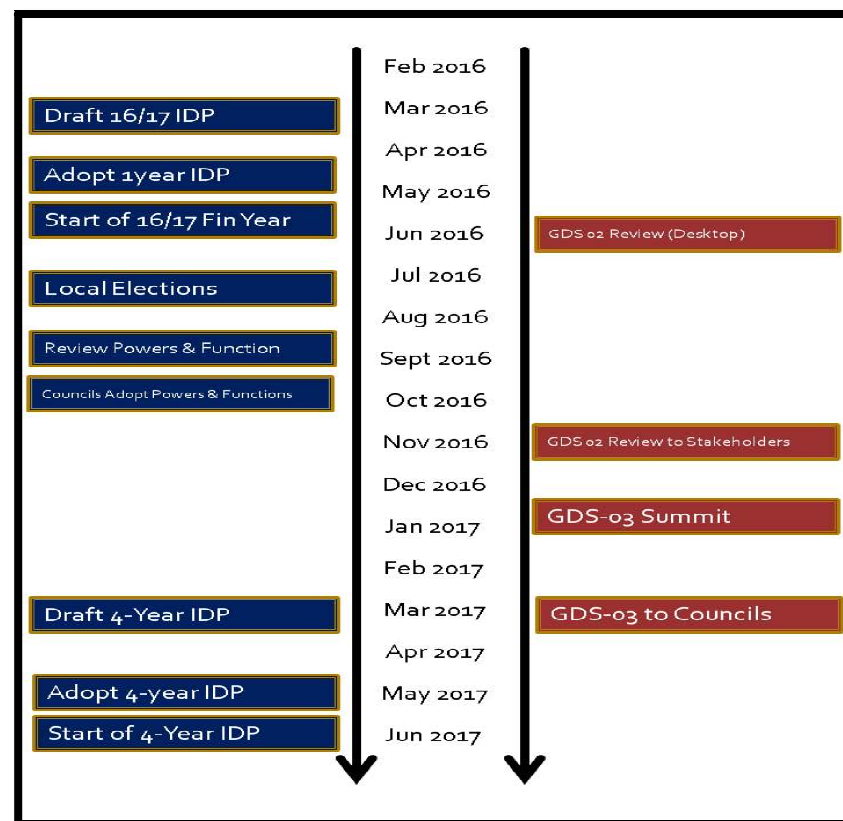 Feb 2016
Draft 16/17 IDP
Mar 2016
Apr 2016
Adopt 1year IDP
May 2016
Start of 16/17 Fin Year
Jun 2016
GDS 02 Review (Desktop)
Jul 2016
Local Elections
Aug 2016
Review Powers & Function
Sept 2016
Councils Adopt Powers & Functions
Oct 2016
Nov 2016
GDS 02 Review to Stakeholders
Dec 2016
Jan 2017
GDS-03 Summit
Feb 2017
Draft 4-Year IDP
Mar 2017
GDS-03 to Councils
Apr 2017
Adopt 4-year IDP
May 2017
Start of 4-Year IDP
Jun 2017